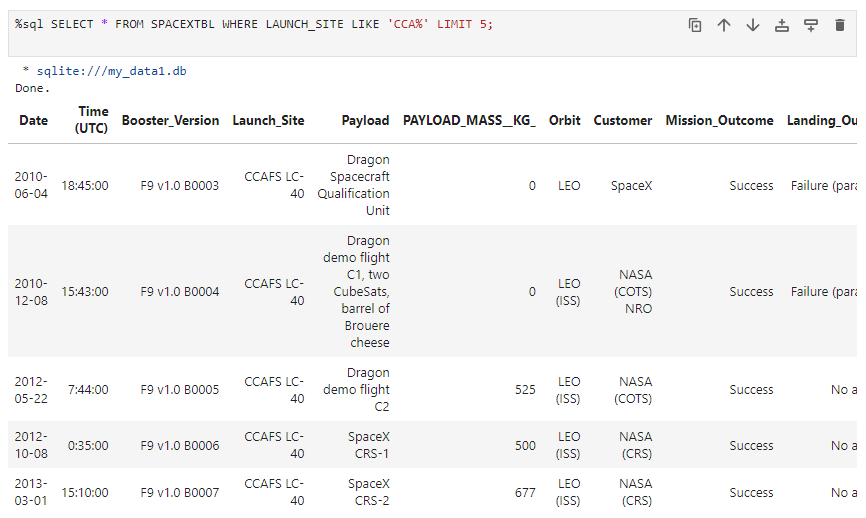 %sql SELECT * FROM SPACEXTBL WHERE LAUNCH_SITE LIKE 'CCA%' LIMIT 5;
* sqlite:///my_data1.db
Done.
Date Time (UTC) Booster_Version Launch_Site Payload PAYLOAD_MASS__KG_ Orbit Customer Mission_Outcome Landing_Ou
2010-06-04 18:45:00 F9 v1.0 B0003 CCAFS LC-40 Dragon Spacecraft Qualification Unit 0 LEO SpaceX Success Failure (para
2010-12-08 15:43:00 F9 v1.0 B0004 CCAFS LC-40 Dragon demo flight C1, two CubeSats, barrel of Brouere cheese 0 LEO (ISS) NASA (COTS) NRO Success Failure (para
2012-05-22 7:44:00 F9 v1.0 B0005 CCAFS LC-40 Dragon demo flight C2 525 LEO (ISS) NASA (COTS) Success No a
2012-10-08 0:35:00 F9 v1.0 B0006 CCAFS LC-40 SpaceX CRS-1 500 LEO (ISS) NASA (CRS) Success No a
2013-03-01 15:10:00 F9 v1.0 B0007 CCAFS LC-40 SpaceX CRS-2 677 LEO (ISS) NASA (CRS) Success No a